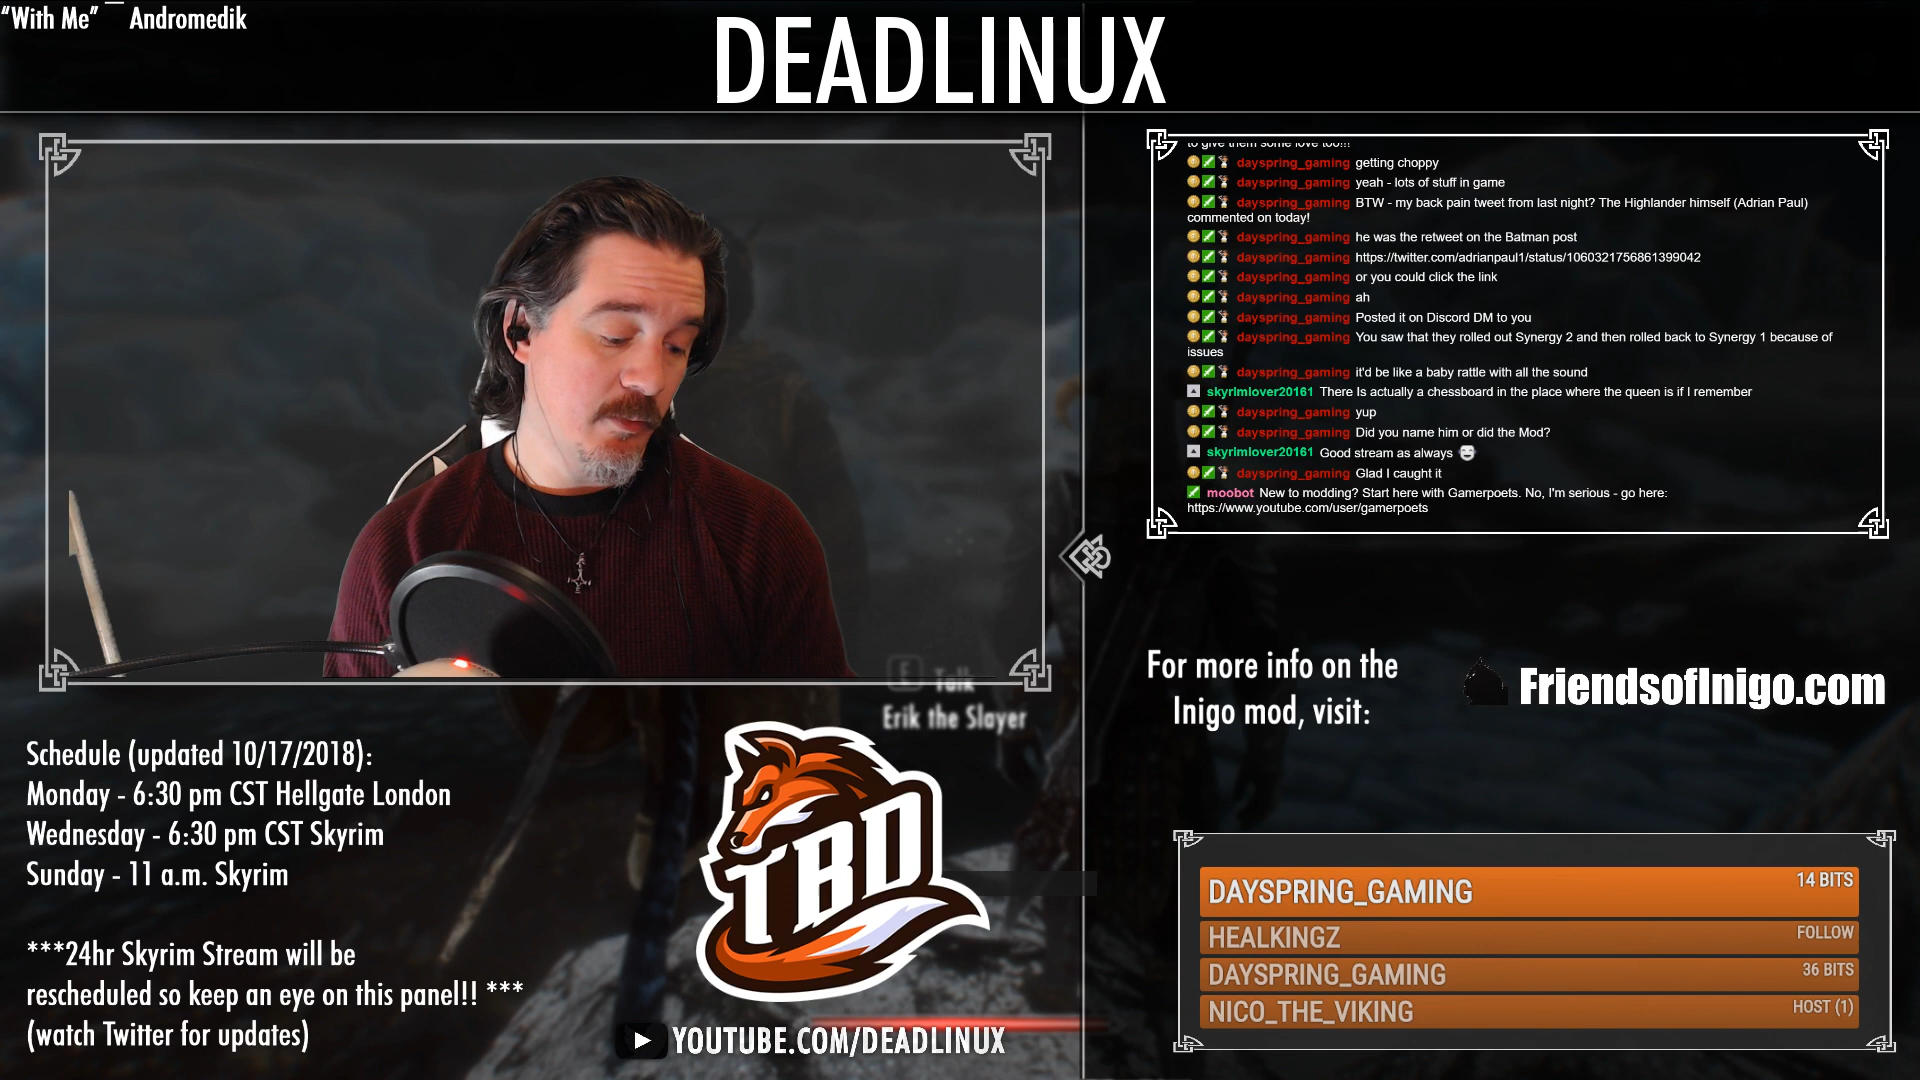 "With Me" — Andromedik
DEADLINUX
to give them some love too!!!
dayspring_gaming getting choppy
dayspring_gaming yeah - lots of stuff in game
dayspring_gaming BTW - my back pain tweet from last night? The Highlander himself (Adrian Paul)
commented on today!
dayspring_gaming he was the retweet on the Batman post
dayspring_gaming https://twitter.com/adrianpaul1/status/1060321756861399042
dayspring_gaming or you could click the link
dayspring_gaming ah
dayspring_gaming Posted it on Discord DM to you
dayspring_gaming You saw that they rolled out Synergy 2 and then rolled back to Synergy 1 because of
issues
dayspring_gaming it'd be like a baby rattle with all the sound
skyrimlover20161 There Is actually a chessboard in the place where the queen is if I remember
dayspring_gaming yup
dayspring_gaming Did you name him or did the Mod?
skyrimlover20161 Good stream as always
dayspring_gaming Glad I caught it
moobot New to modding? Start here with Gamerpoets. No, I'm serious - go here:
https://www.youtube.com/user/gamerpoets
E Talk
Erik the Slayer
For more info on the
Inigo mod, visit:
FriendsofInigo.com
Schedule (updated 10/17/2018):
Monday - 6:30 pm CST Hellgate London
Wednesday - 6:30 pm CST Skyrim
Sunday - 11 a.m. Skyrim
***24hr Skyrim Stream will be
rescheduled so keep an eye on this panel!! ***
(watch Twitter for updates)
TBD
YOUTUBE.COM/DEADLINUX
DAYSPRING_GAMING 14 BITS
HEALKINGZ FOLLOW
DAYSPRING_GAMING 36 BITS
NICO_THE_VIKING HOST (1)